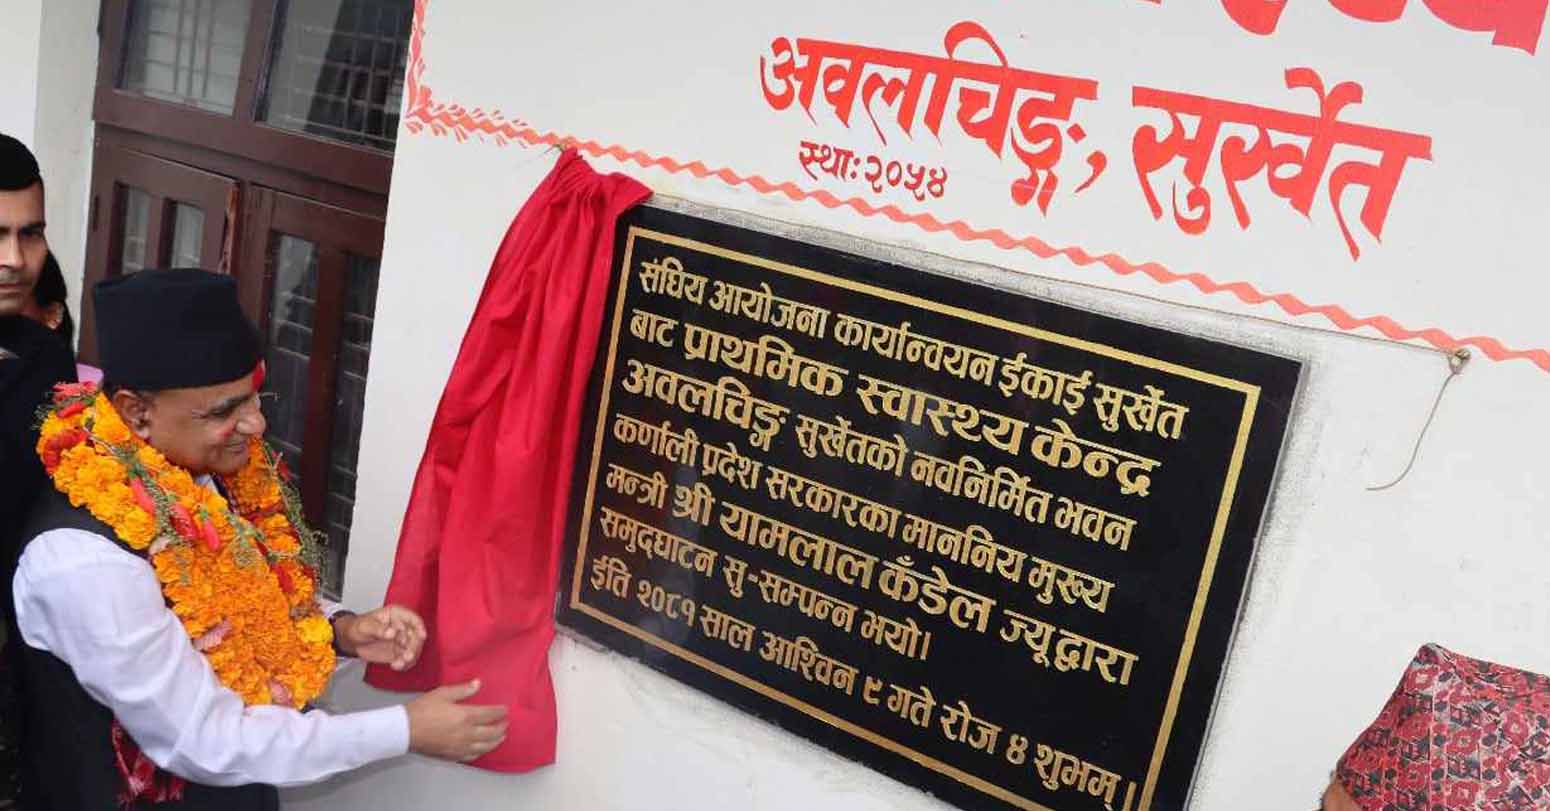 अवलचिङ्ग, सुर्खेत
स्था: २०५४
संघिय आयोजना कार्यान्वयन ईकाई सुर्खेत
बाट प्राथमिक स्वास्थ्य केन्द्र
अवलचिङ्ग सुर्खेतको नवनिर्मित भवन
कर्णाली प्रदेश सरकारका माननिय मुख्य
मन्त्री श्री यामलाल कँडेल ज्यूद्वारा
समुद्घाटन सु-सम्पन्न भयो।
ईति २०८१ साल आश्विन ९ गते रोज ४ शुभम्।